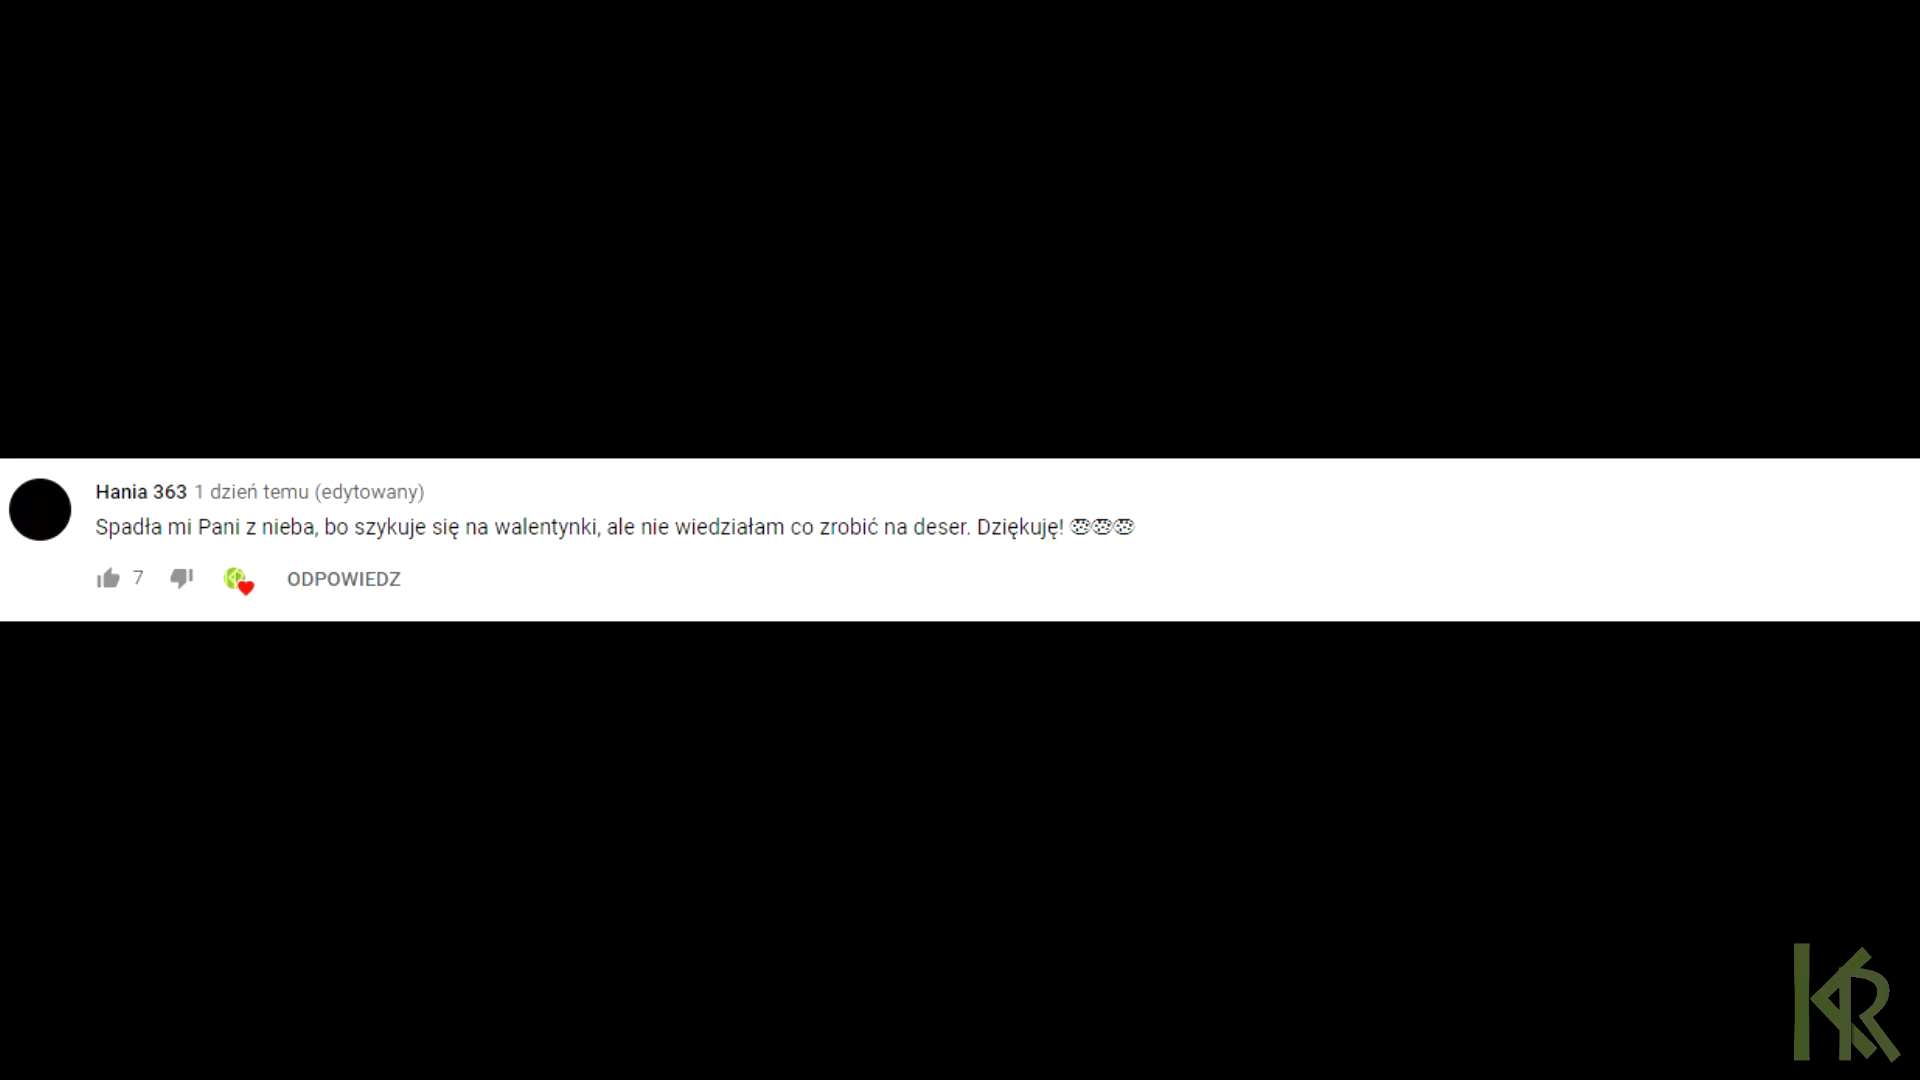 Hania 363 1 dzień temu (edytowany)
Spadła mi Pani z nieba, bo szykuje się na walentynki, ale nie wiedziałam co zrobić na deser. Dziękuję! 🍪🍪🍪
7 ODPOWIEDZ
KR